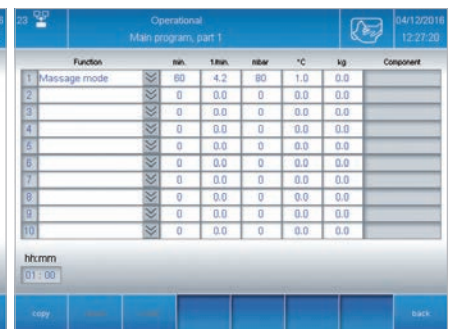 23 Operational 04/12/2016
Main program, part 1 12:27:20
Function min. 1/min. mbar °C kg Component
1 Massage mode 60 4.2 80 1.0 0.0
2 0 0.0 0 0.0 0.0
3 0 0.0 0 0.0 0.0
4 0 0.0 0 0.0 0.0
5 0 0.0 0 0.0 0.0
6 0 0.0 0 0.0 0.0
7 0 0.0 0 0.0 0.0
8 0 0.0 0 0.0 0.0
9 0 0.0 0 0.0 0.0
10 0 0.0 0 0.0 0.0
hh:mm
01 : 00
copy back